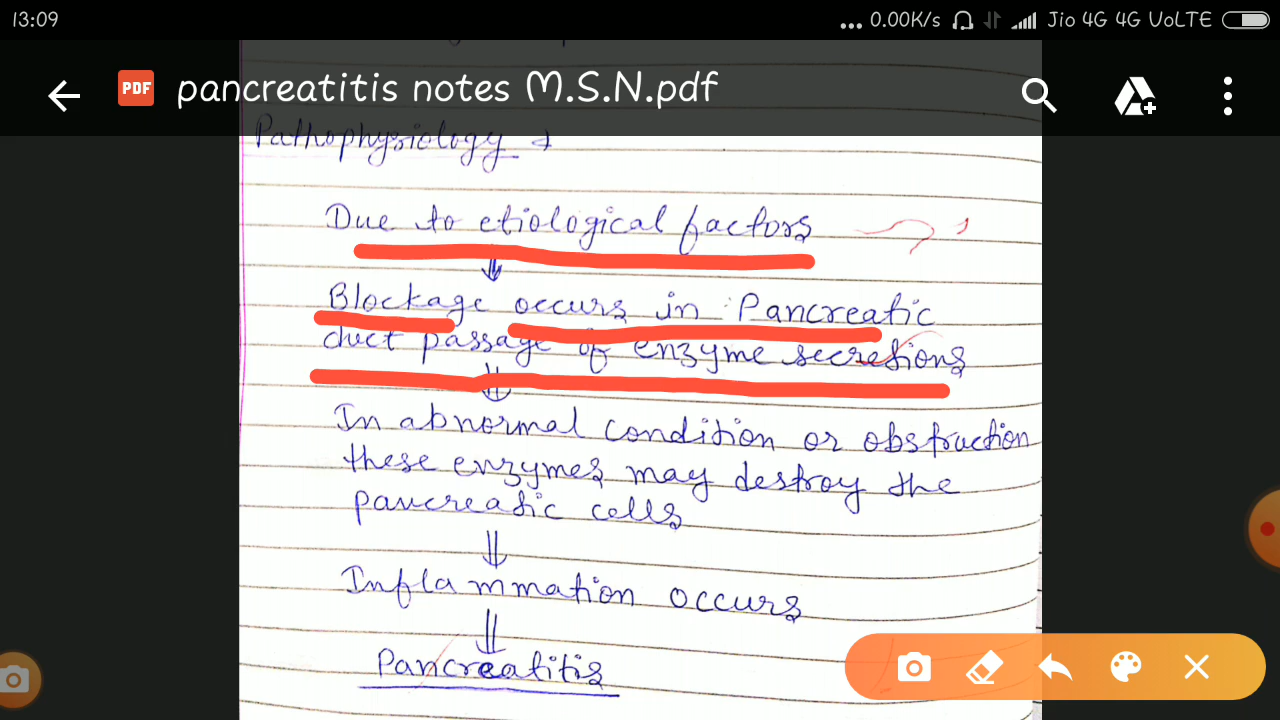 13:09
... 0.00K/s Jio 4G 4G VoLTE
PDF pancreatitis notes M.S.N.pdf
Pathophysiology
Due to etiological factors
Blockage occurs in Pancreatic
duct passage of enzyme secretions
In abnormal condition or obstruction
these enzymes may destroy the
pancreatic cells
Inflammation occurs
Pancreatitis